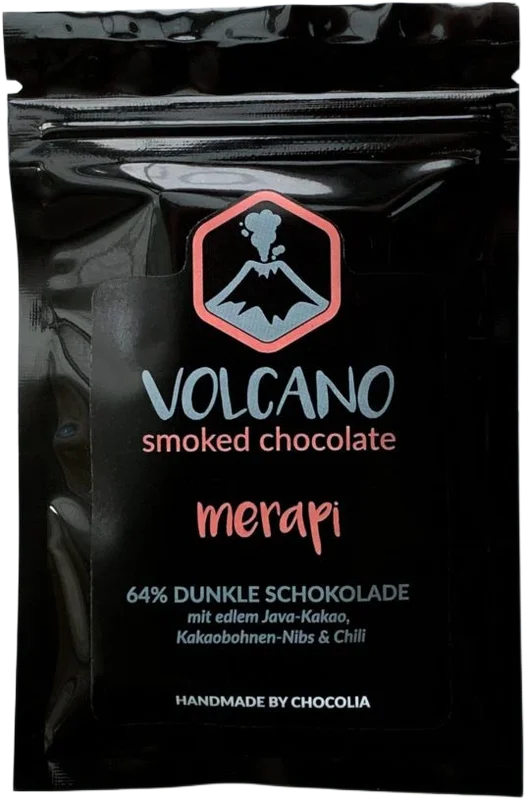 VOLCANO
smoked chocolate
merapi
64% DUNKLE SCHOKOLADE
mit edlem Java-Kakao,
Kakaobohnen-Nibs & Chili
HANDMADE BY CHOCOLIA